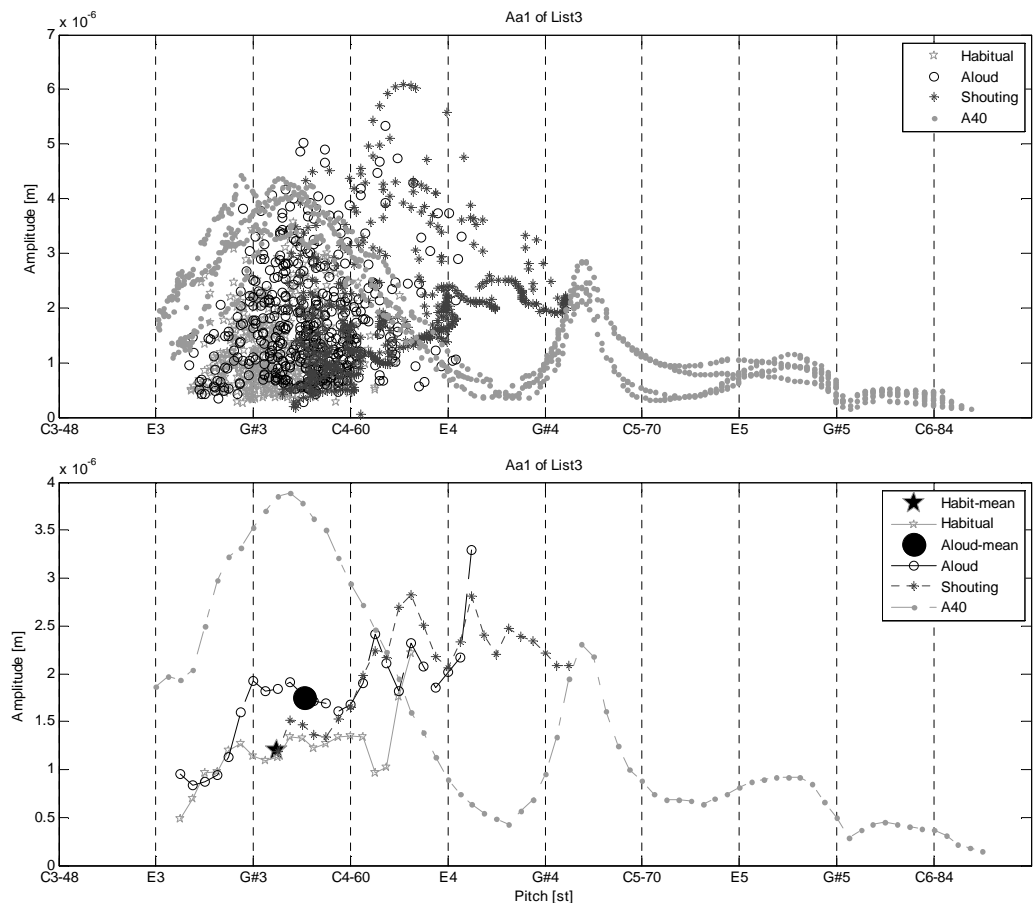 Aa1 of List3
x 10-6
7
6
5
4
3
2
1
0
Amplitude [m]
Habitual
Aloud
Shouting
A40
C3-48 E3 G#3 C4-60 E4 G#4 C5-70 E5 G#5 C6-84
Aa1 of List3
x 10-6
4
3.5
3
2.5
2
1.5
1
0.5
0
Amplitude [m]
Habit-mean
Habitual
Aloud-mean
Aloud
Shouting
A40
C3-48 E3 G#3 C4-60 E4 G#4 C5-70 E5 G#5 C6-84
Pitch [st]